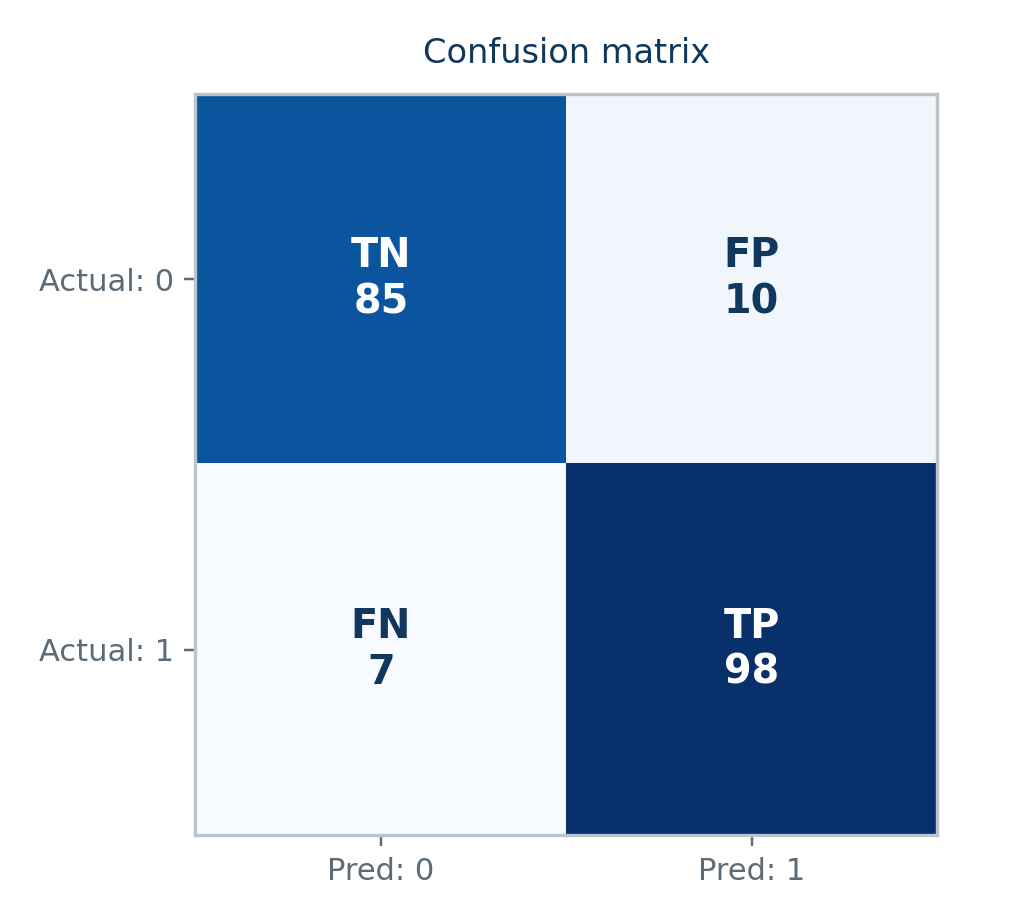 Confusion matrix
Actual: 0
TN
85
FP
10
Actual: 1
FN
7
TP
98
Pred: 0
Pred: 1